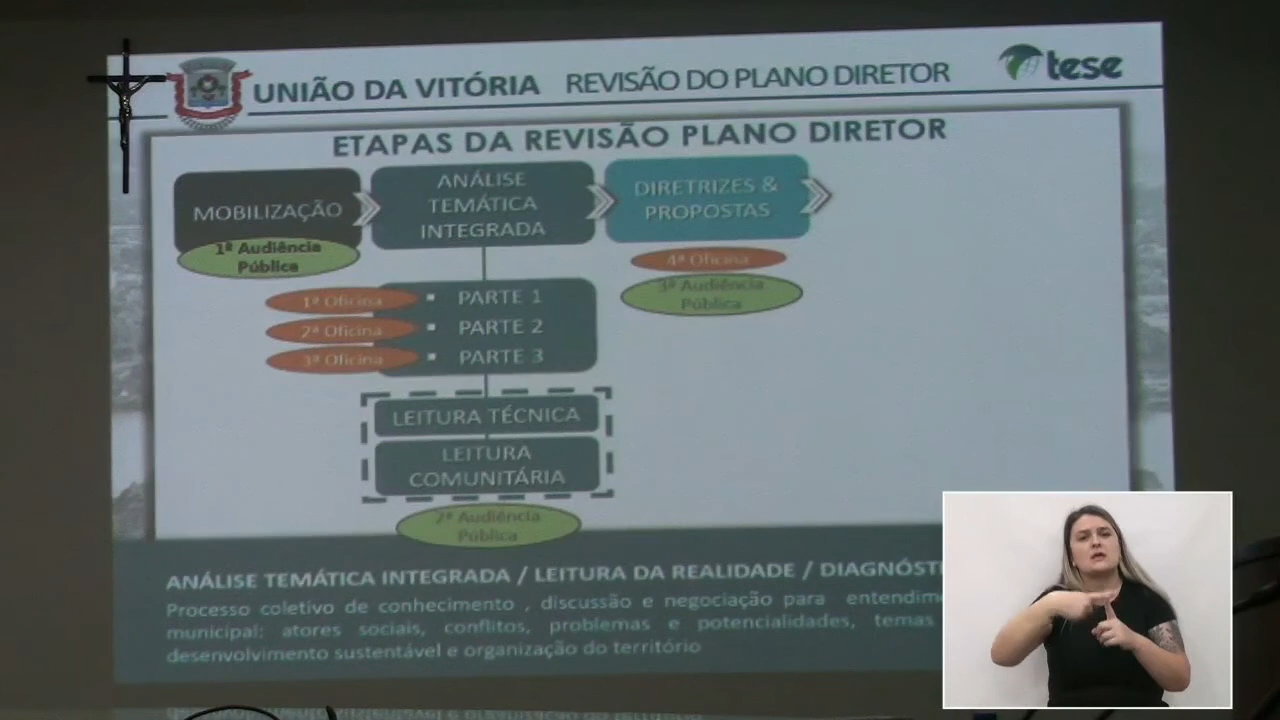 UNIÃO DA VITÓRIA REVISÃO DO PLANO DIRETOR
tese
ETAPAS DA REVISÃO PLANO DIRETOR
MOBILIZAÇÃO
1ª Audiência
Pública
ANÁLISE
TEMÁTICA
INTEGRADA
DIRETRIZES &
PROPOSTAS
4ª Oficina
3ª Audiência
Pública
1ª Oficina
PARTE 1
2ª Oficina
PARTE 2
3ª Oficina
PARTE 3
LEITURA TÉCNICA
LEITURA
COMUNITÁRIA
2ª Audiência
Pública
ANÁLISE TEMÁTICA INTEGRADA / LEITURA DA REALIDADE /
Processo coletivo de conhecimento , discussão e negociação para
municipal: atores sociais, conflitos, problemas e potencialidades, temas
desenvolvimento sustentável e organização do território